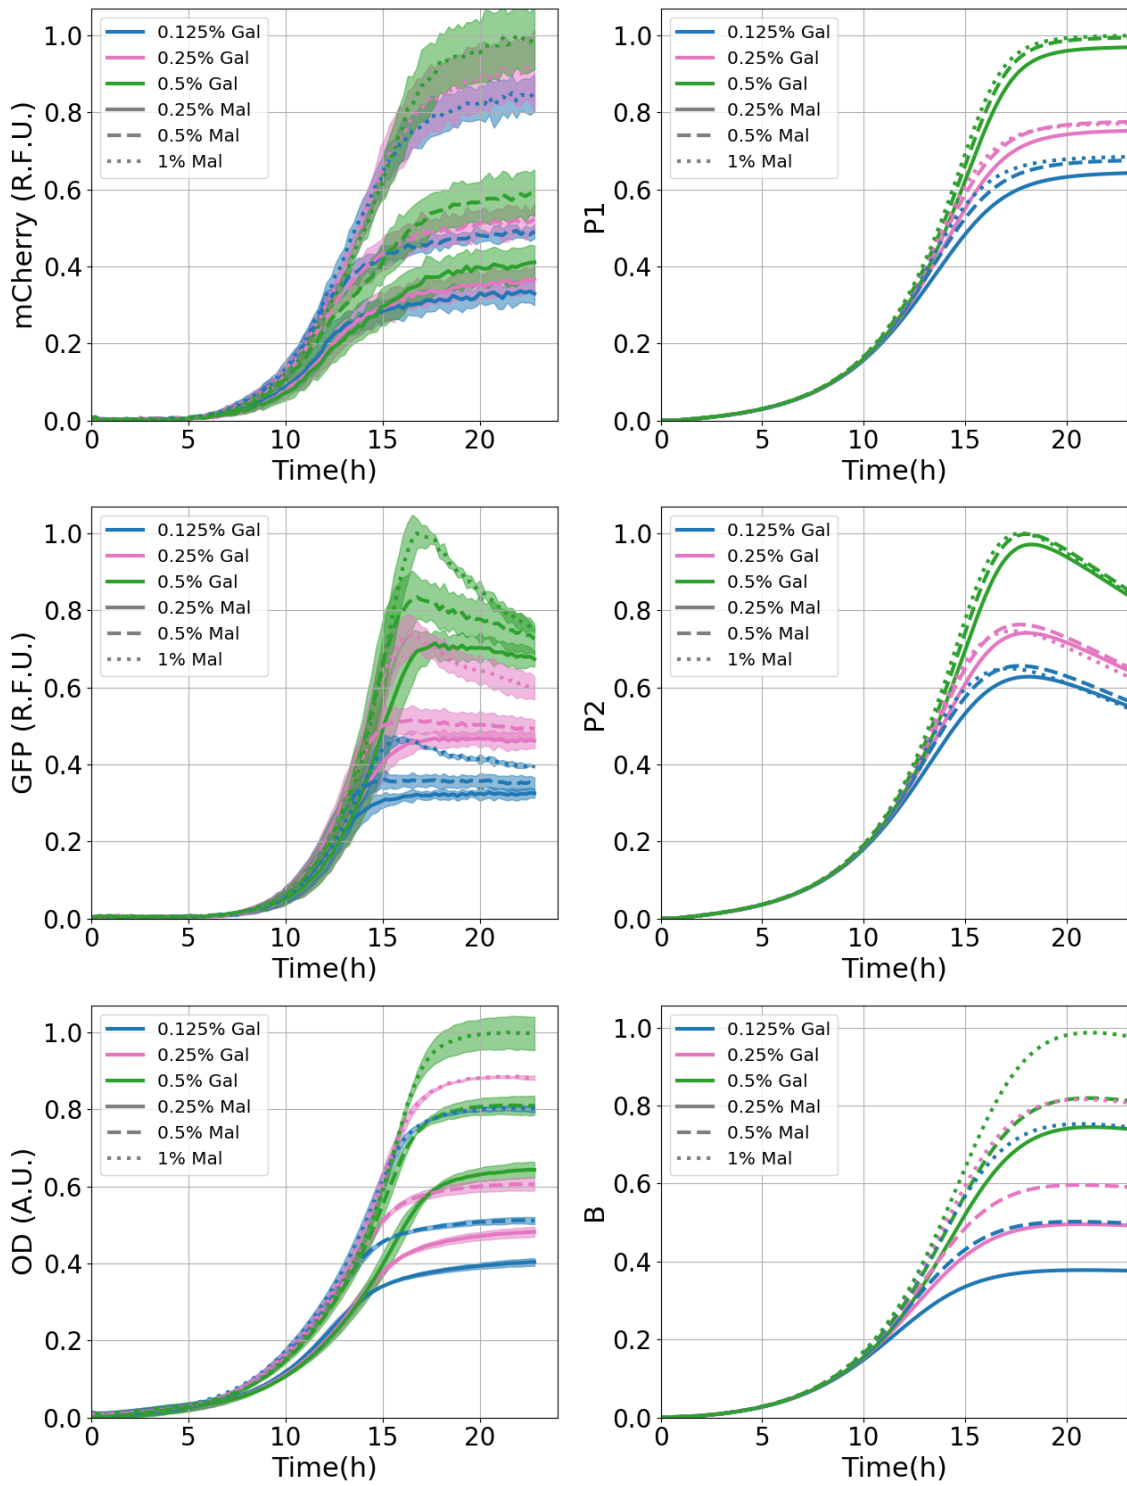 mCherry (R.F.U.)
1.0
0.8
0.6
0.4
0.2
0.0
0.125% Gal
0.25% Gal
0.5% Gal
0.25% Mal
0.5% Mal
1% Mal
0 5 10 15 20
Time(h)
P1
1.0
0.8
0.6
0.4
0.2
0.0
0.125% Gal
0.25% Gal
0.5% Gal
0.25% Mal
0.5% Mal
1% Mal
0 5 10 15 20
Time(h)
GFP (R.F.U.)
1.0
0.8
0.6
0.4
0.2
0.0
0.125% Gal
0.25% Gal
0.5% Gal
0.25% Mal
0.5% Mal
1% Mal
0 5 10 15 20
Time(h)
P2
1.0
0.8
0.6
0.4
0.2
0.0
0.125% Gal
0.25% Gal
0.5% Gal
0.25% Mal
0.5% Mal
1% Mal
0 5 10 15 20
Time(h)
OD (A.U.)
1.0
0.8
0.6
0.4
0.2
0.0
0.125% Gal
0.25% Gal
0.5% Gal
0.25% Mal
0.5% Mal
1% Mal
0 5 10 15 20
Time(h)
B
1.0
0.8
0.6
0.4
0.2
0.0
0.125% Gal
0.25% Gal
0.5% Gal
0.25% Mal
0.5% Mal
1% Mal
0 5 10 15 20
Time(h)